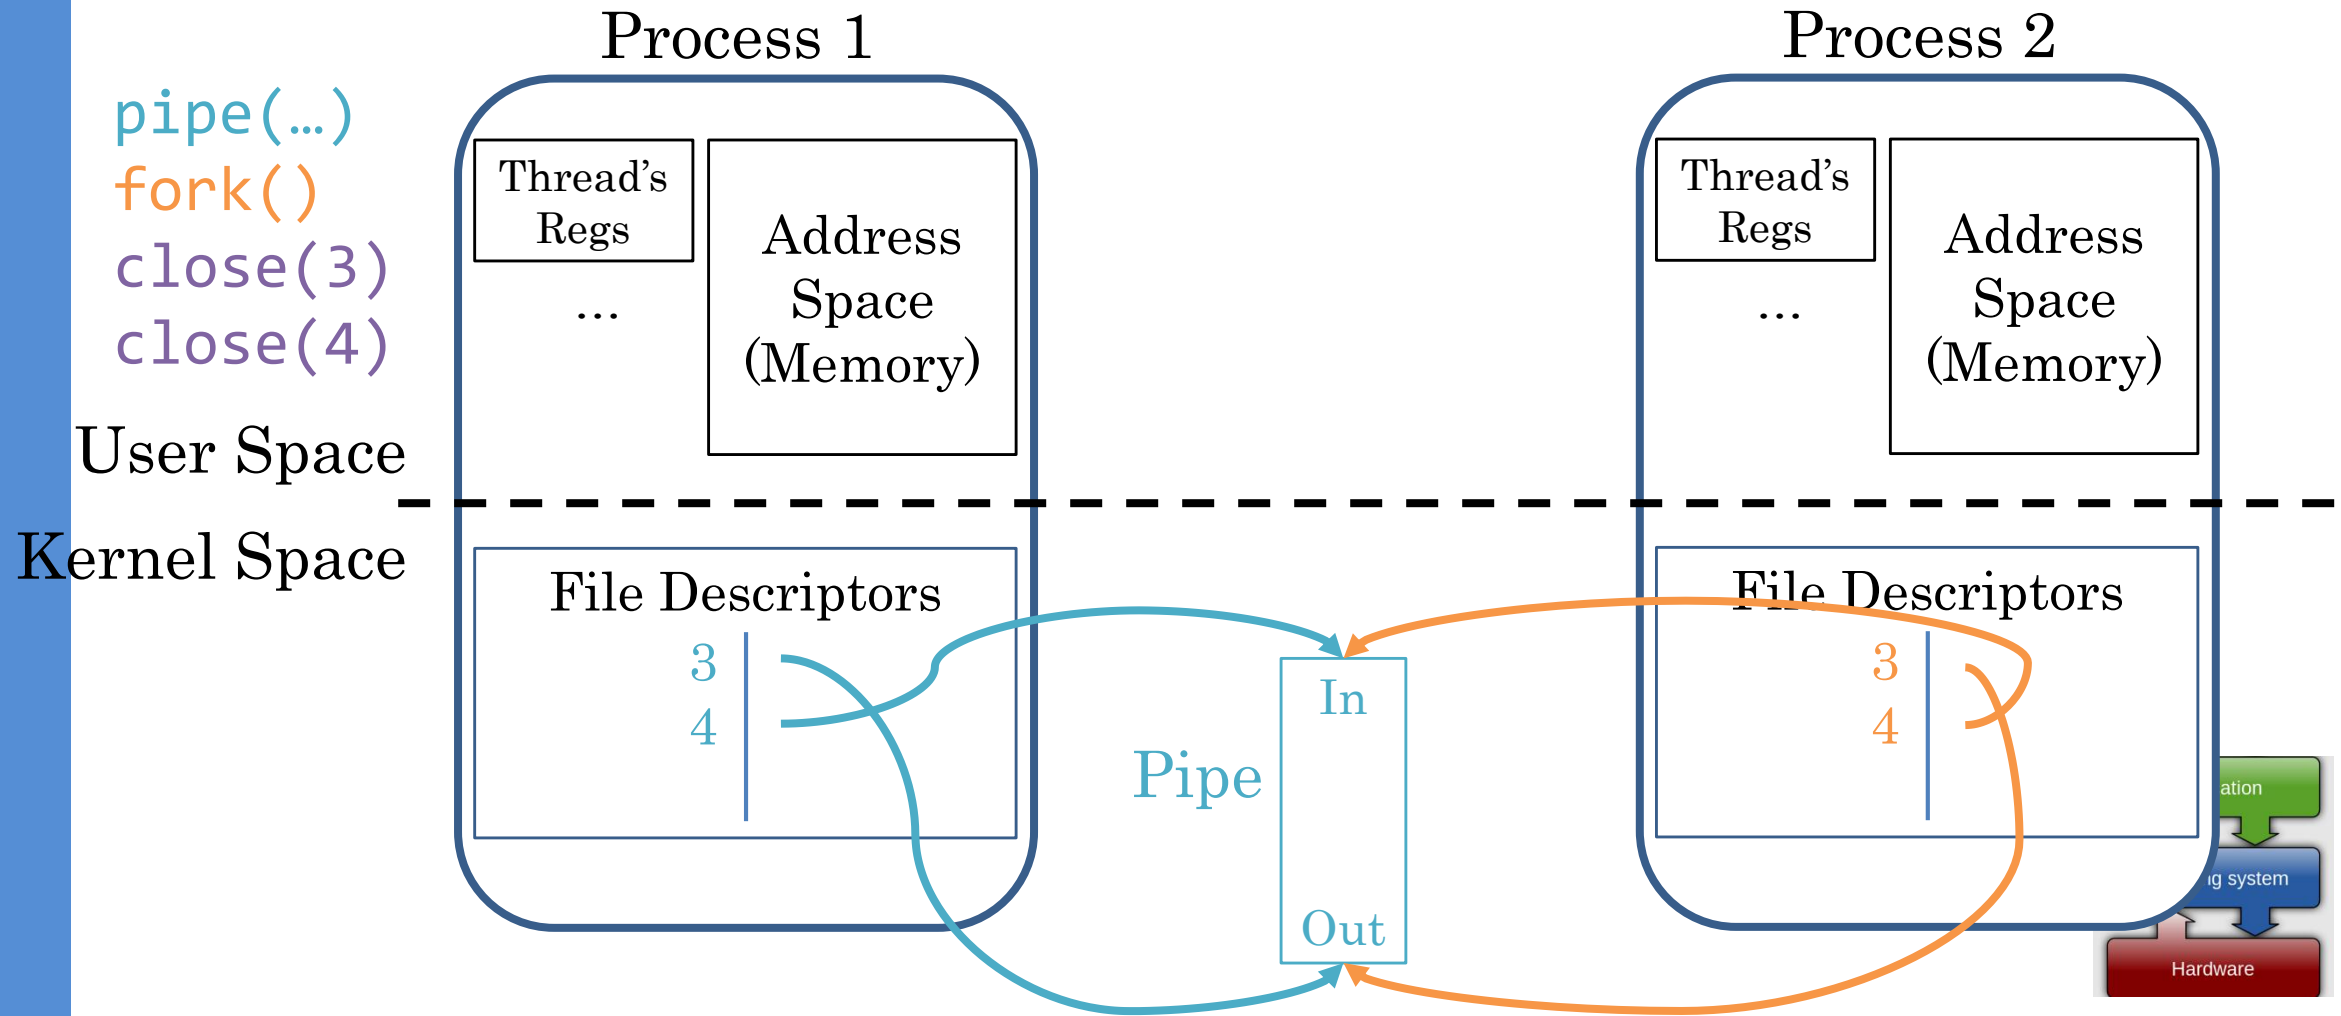 Process 1
Process 2
pipe(…)
fork()
close(3)
close(4)
User Space
Kernel Space
Thread’s
Regs
...
Address
Space
(Memory)
File Descriptors
3
4
Pipe
In
Out
Thread’s
Regs
...
Address
Space
(Memory)
File Descriptors
3
4
system
Hardware